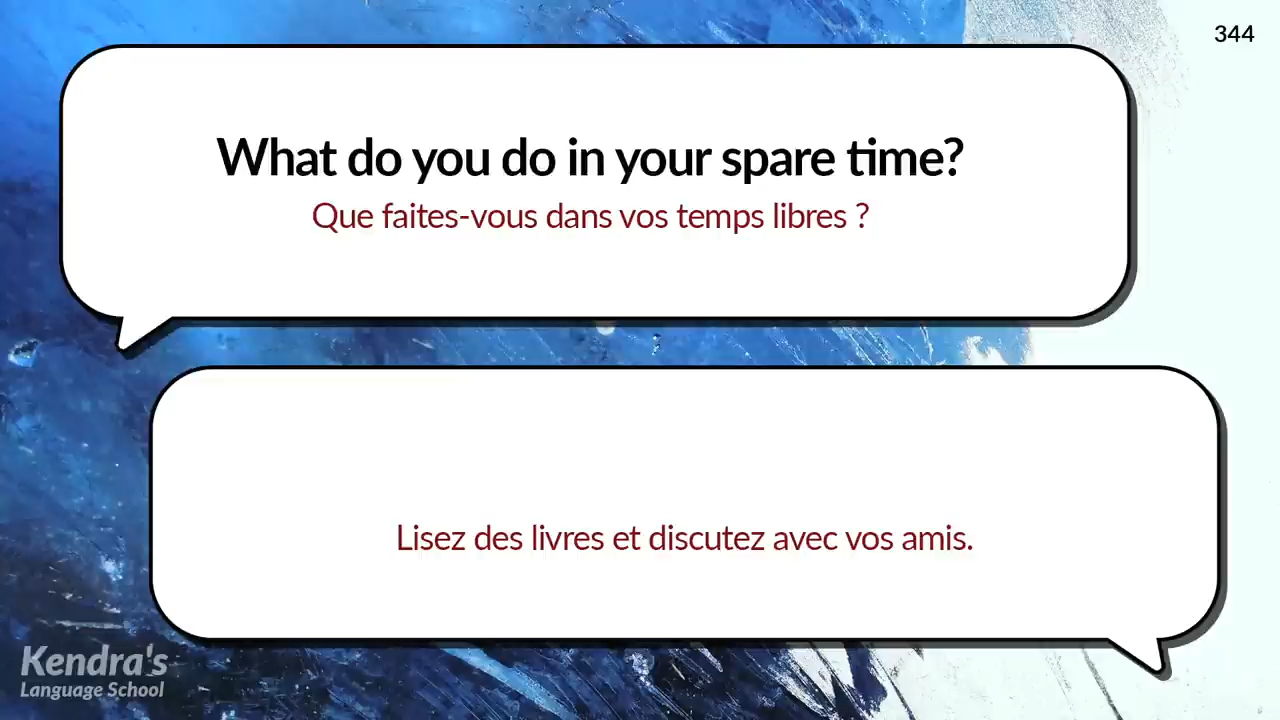 344
What do you do in your spare time?
Que faites-vous dans vos temps libres ?
Lisez des livres et discutez avec vos amis.
Kendra's
Language School